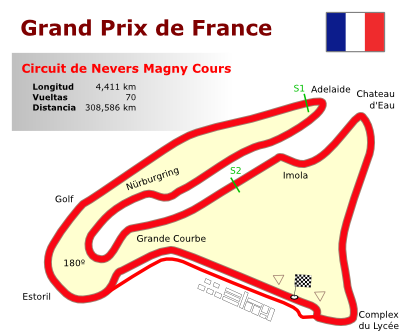 Grand Prix de France
Circuit de Nevers Magny Cours
Longitud 4,411 km
Vueltas 70
Distancia 308,586 km
S1
Adelaide
Chateau
d'Eau
Nürburgring
S2
Imola
Golf
Grande Courbe
180º
Estoril
Complex
du Lycée